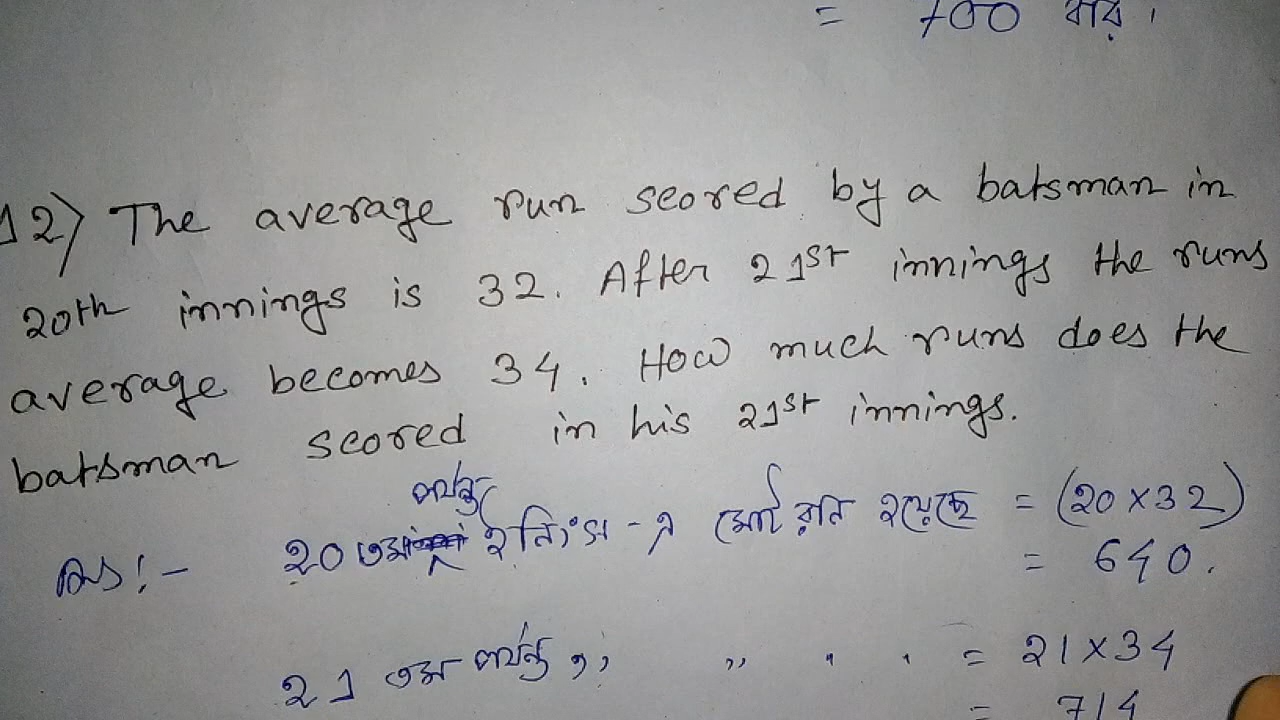 = 700 বার।
12) The average run scored by a batsman in
20th innings is 32. After 21st innings the runs
average becomes 34. How much runs does the
batsman scored in his 21st innings.
পর্যন্ত
২০ তম ইনিংস-এ মোট রান হয়েছে = (20 x 32)
= 640.
২১ তম পর্যন্ত ,, ,, = 21 x 34
= 714